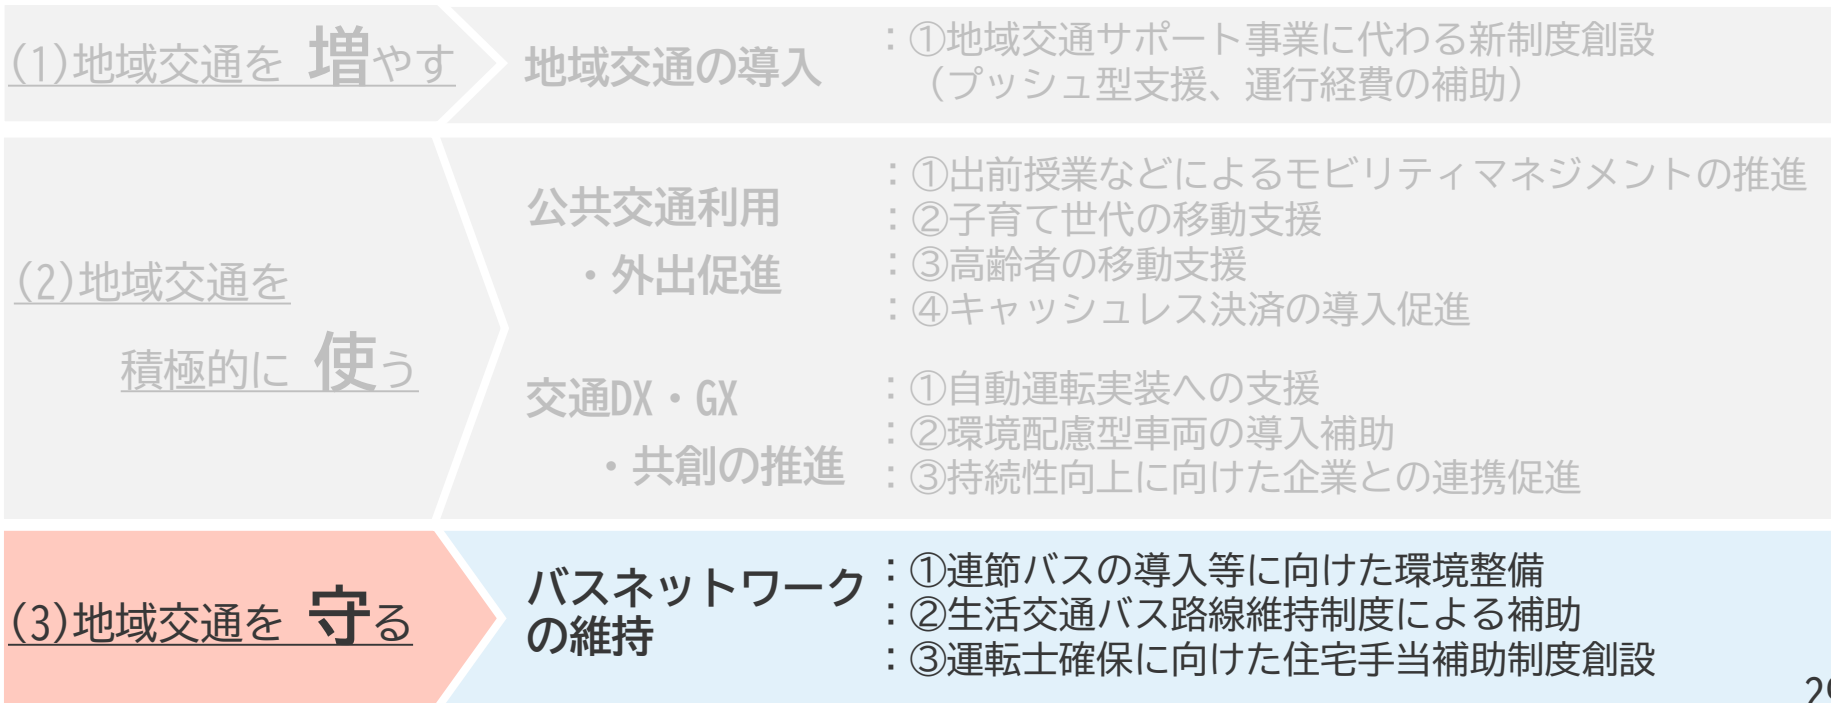 (1)地域交通を 増やす
地域交通の導入
：①地域交通サポート事業に代わる新制度創設
（プッシュ型支援、運行経費の補助）
(2)地域交通を
積極的に 使う
公共交通利用
・外出促進
：①出前授業などによるモビリティマネジメントの推進
：②子育て世代の移動支援
：③高齢者の移動支援
：④キャッシュレス決済の導入促進
交通DX・GX
・共創の推進
：①自動運転実装への支援
：②環境配慮型車両の導入補助
：③持続性向上に向けた企業との連携促進
(3)地域交通を 守る
バスネットワーク
の維持
：①連節バスの導入等に向けた環境整備
：②生活交通バス路線維持制度による補助
：③運転士確保に向けた住宅手当補助制度創設